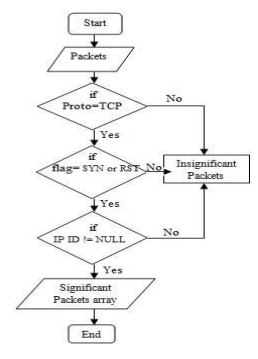 Start
Packets
if
Proto=TCP
No
Yes
if
flag= SYN or RST
No
Insignificant
Packets
Yes
if
IP ID != NULL
No
Yes
Significant
Packets array
End